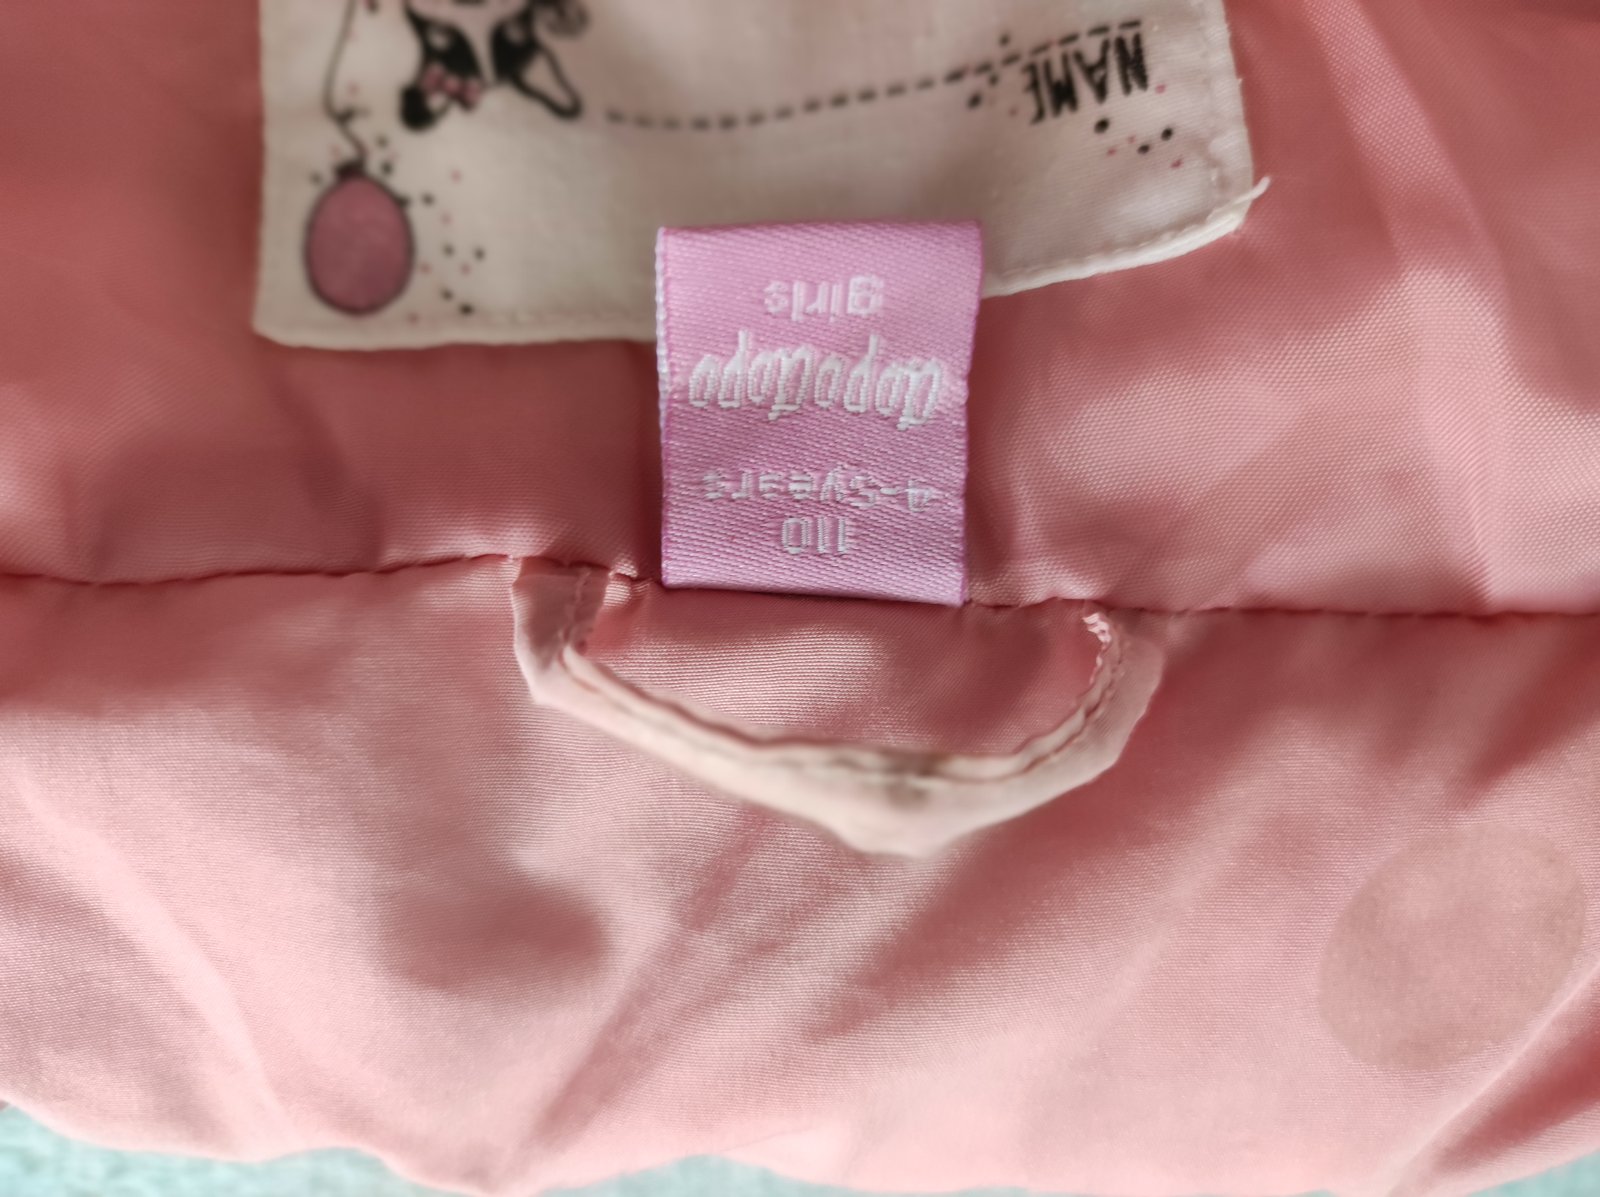 NAME
girls
dopodopo
4-5years
110